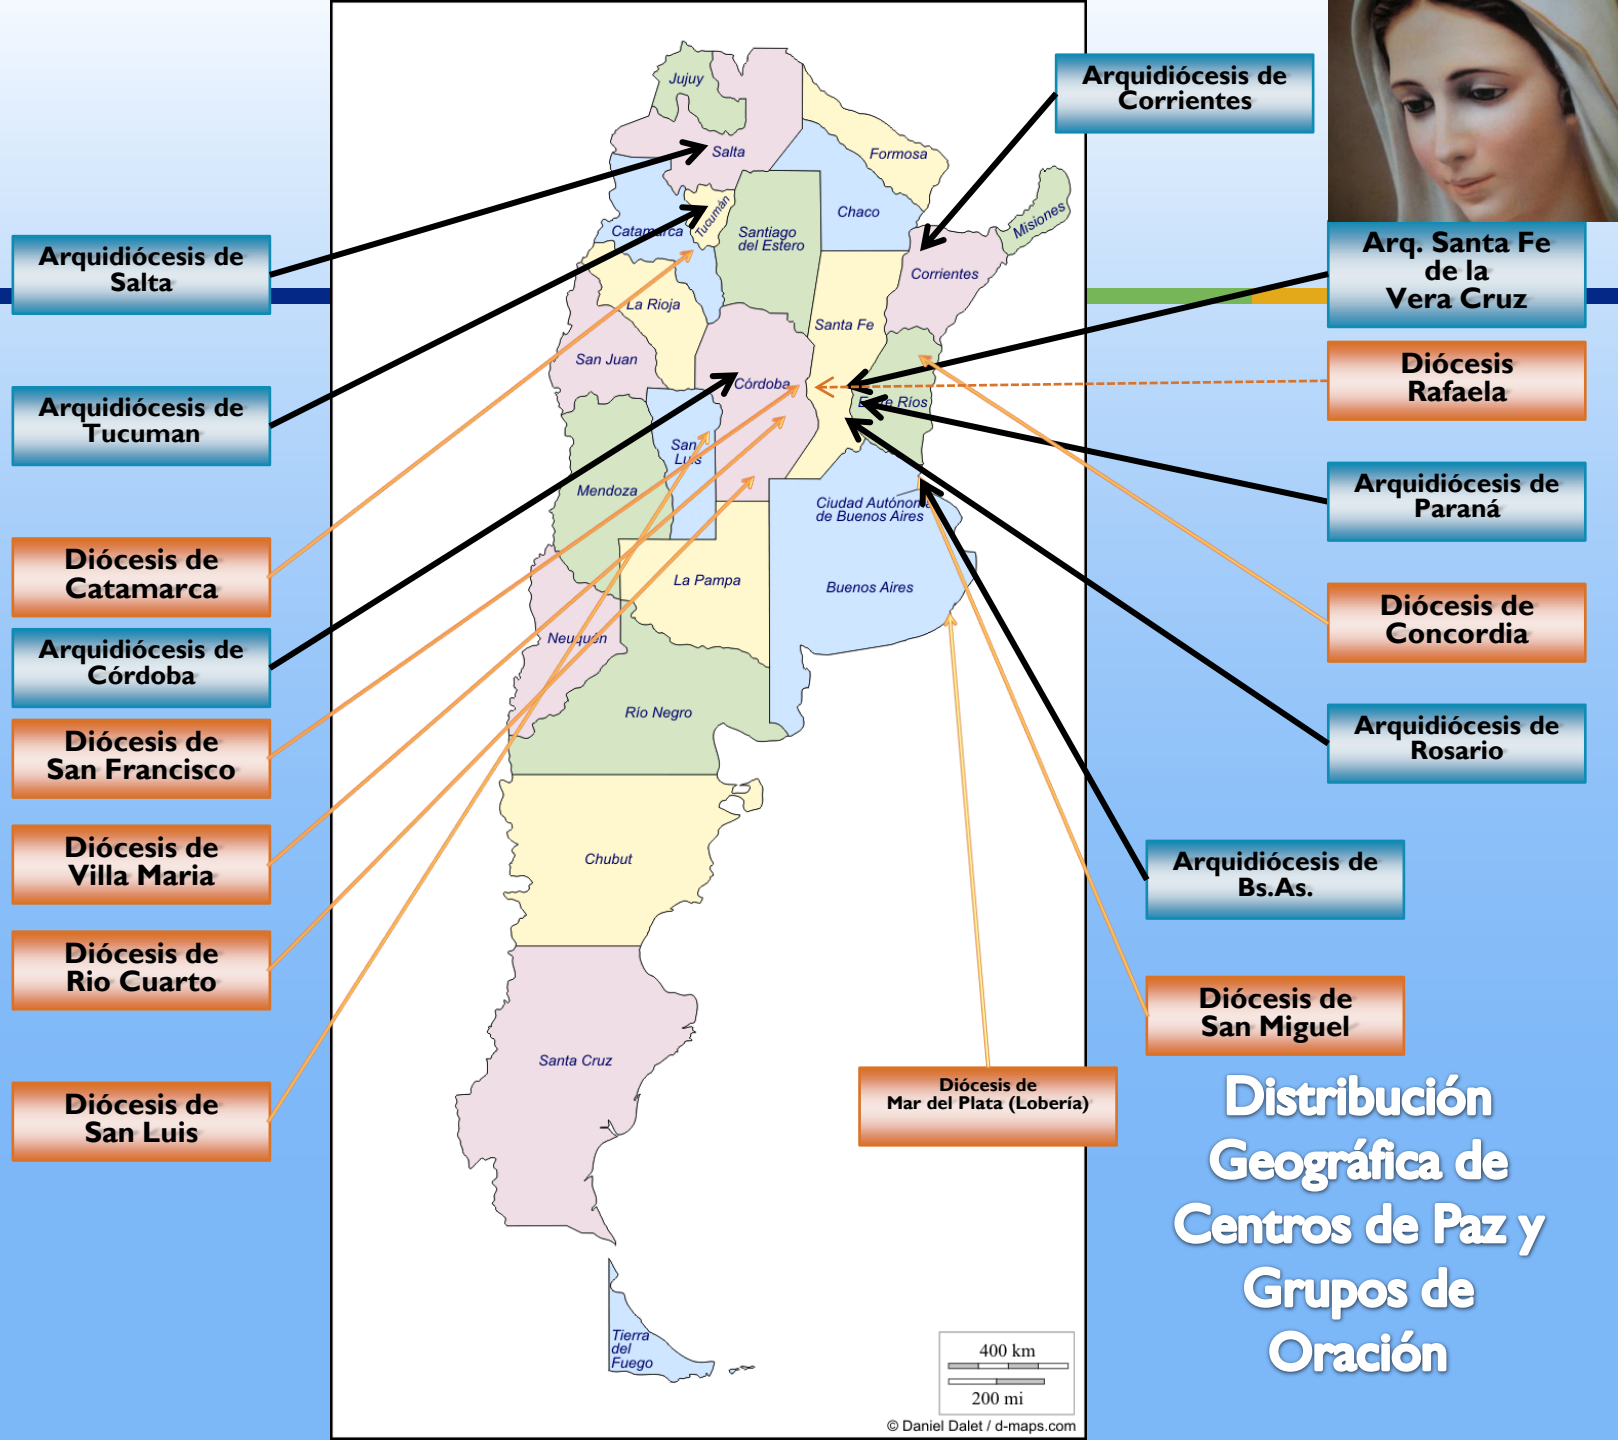 Arquidiócesis de
Salta
Arquidiócesis de
Tucuman
Diócesis de
Catamarca
Arquidiócesis de
Córdoba
Diócesis de
San Francisco
Diócesis de
Villa Maria
Diócesis de
Rio Cuarto
Diócesis de
San Luis
Jujuy
Salta
Formosa
Chaco
Misiones
Tucumán
Catamarca
Santiago
del Estero
Corrientes
La Rioja
Santa Fe
San Juan
Córdoba
Entre Ríos
San
Luis
Mendoza
Ciudad Autónoma
de Buenos Aires
La Pampa
Buenos Aires
Neuquén
Río Negro
Chubut
Santa Cruz
Tierra
del
Fuego
400 km
200 mi
© Daniel Dalet / d-maps.com
Arquidiócesis de
Corrientes
Arq. Santa Fe
de la
Vera Cruz
Diócesis
Rafaela
Arquidiócesis de
Paraná
Diócesis de
Concordia
Arquidiócesis de
Rosario
Arquidiócesis de
Bs.As.
Diócesis de
San Miguel
Diócesis de
Mar del Plata (Lobería)
Distribución
Geográfica de
Centros de Paz y
Grupos de
Oración